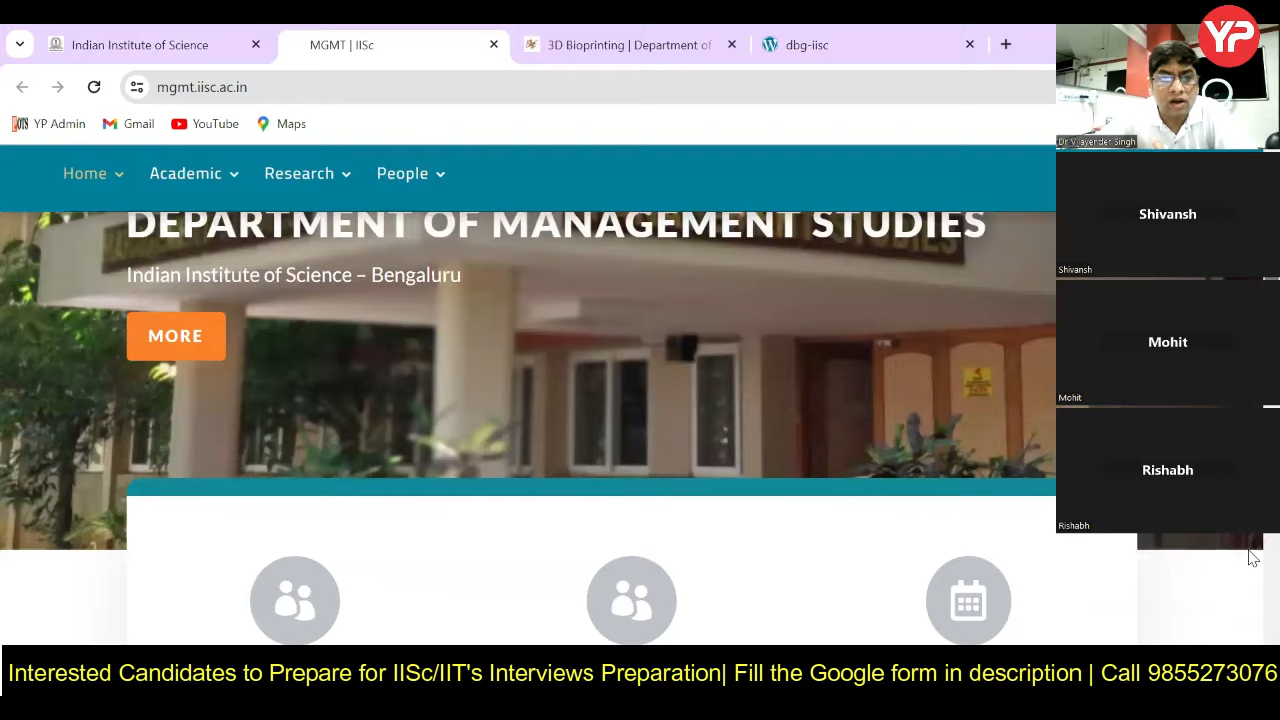 Indian Institute of Science
MGMT | IISc
3D Bioprinting | Department of
dbg-iisc
YP
mgmt.iisc.ac.in
YP Admin
Gmail
YouTube
Maps
Dr Vijayender Singh
Home
Academic
Research
People
DEPARTMENT OF MANAGEMENT STUDIES
Indian Institute of Science – Bengaluru
MORE
Shivansh
Shivansh
Mohit
Mohit
Rishabh
Rishabh
Interested Candidates to Prepare for IISc/IIT's Interviews Preparation| Fill the Google form in description | Call 9855273076